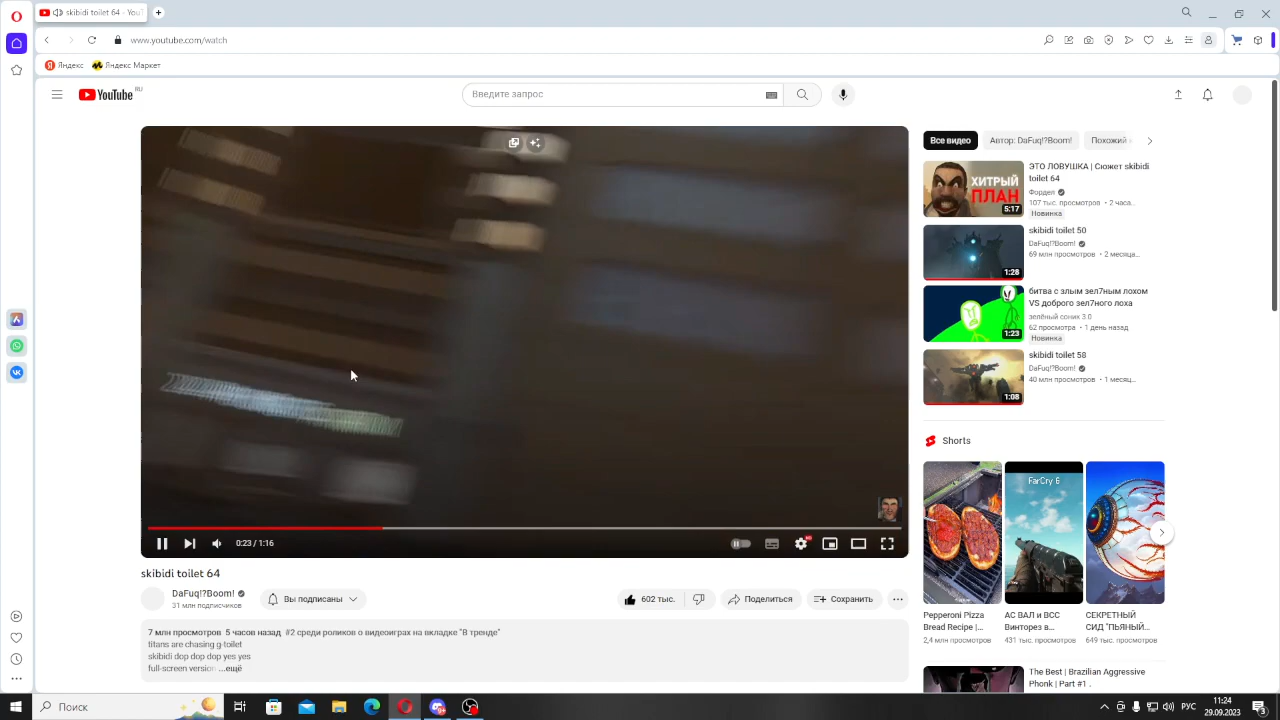 skibidi toilet 64 - YouT
www.youtube.com/watch
Яндекс
Яндекс Маркет
YouTube RU
Введите запрос
Все видео
Автор: DaFuq!?Boom!
Похожий
ЭТО ЛОВУШКА | Сюжет skibidi
toilet 64
Фордел
107 тыс. просмотров • 2 часа...
Новинка
ХИТРЫЙ
ПЛАН
5:17
skibidi toilet 50
DaFuq!?Boom!
69 млн просмотров • 2 месяца...
1:28
битва с злым зел7ным лохом
VS доброго зел7ного лоха
зелёный соник 3.0
62 просмотра • 1 день назад
Новинка
1:23
skibidi toilet 58
DaFuq!?Boom!
40 млн просмотров • 1 месяц...
1:08
Shorts
FarCry 6
Pepperoni Pizza
Bread Recipe |...
2,4 млн просмотров
АС ВАЛ и ВСС
Винторез в...
431 тыс. просмотров
СЕКРЕТНЫЙ
СИД "ПЬЯНЫЙ...
649 тыс. просмотров
The Best | Brazilian Aggressive
Phonk | Part #1 .
0:23 / 1:16
skibidi toilet 64
DaFuq!?Boom!
31 млн подписчиков
Вы подписаны
602 тыс.
Поделиться
Сохранить
7 млн просмотров 5 часов назад #2 среди роликов о видеоиграх на вкладке "В тренде"
titans are chasing g-toilet
skibidi dop dop dop yes yes
full-screen version ...ещё
Поиск
РУС
11:24
29.09.2023
3